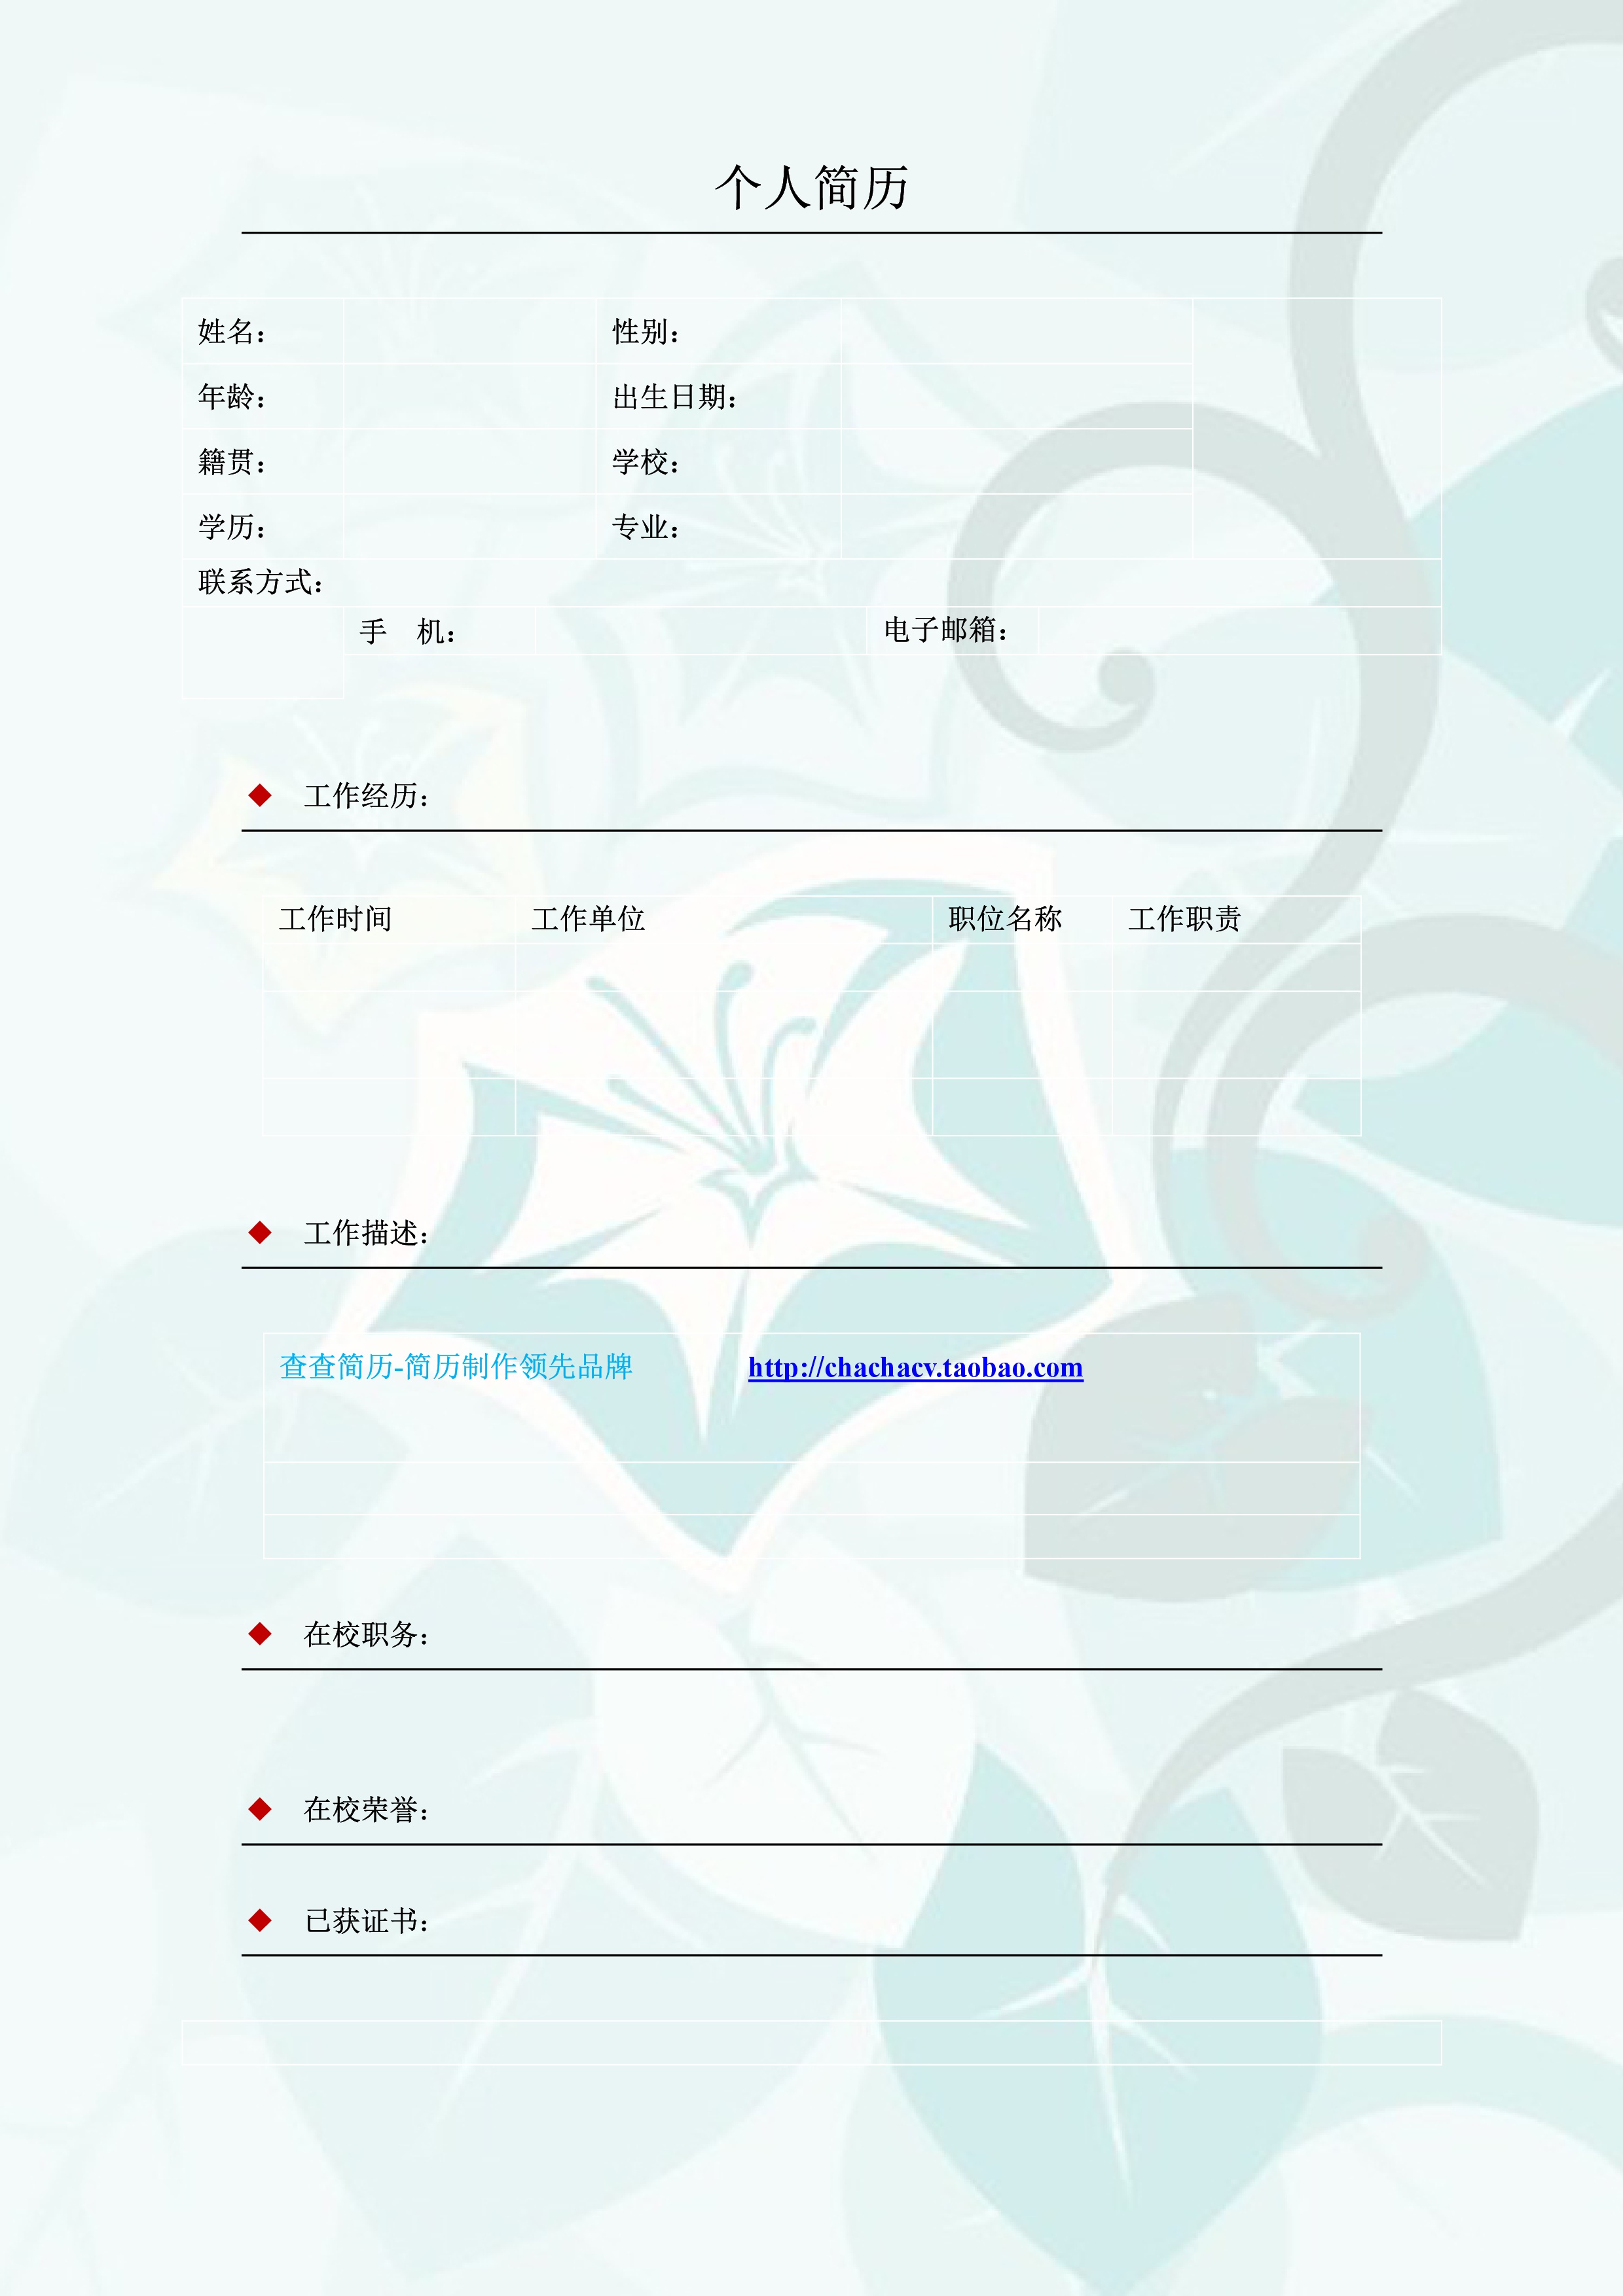 个人简历
姓名： 性别：
年龄： 出生日期：
籍贯： 学校：
学历： 专业：
联系方式：
手　机： 电子邮箱：
◆ 工作经历：
工作时间 工作单位 职位名称 工作职责
◆ 工作描述：
查查简历-简历制作领先品牌 http://chachacv.taobao.com
◆ 在校职务：
◆ 在校荣誉：
◆ 已获证书：